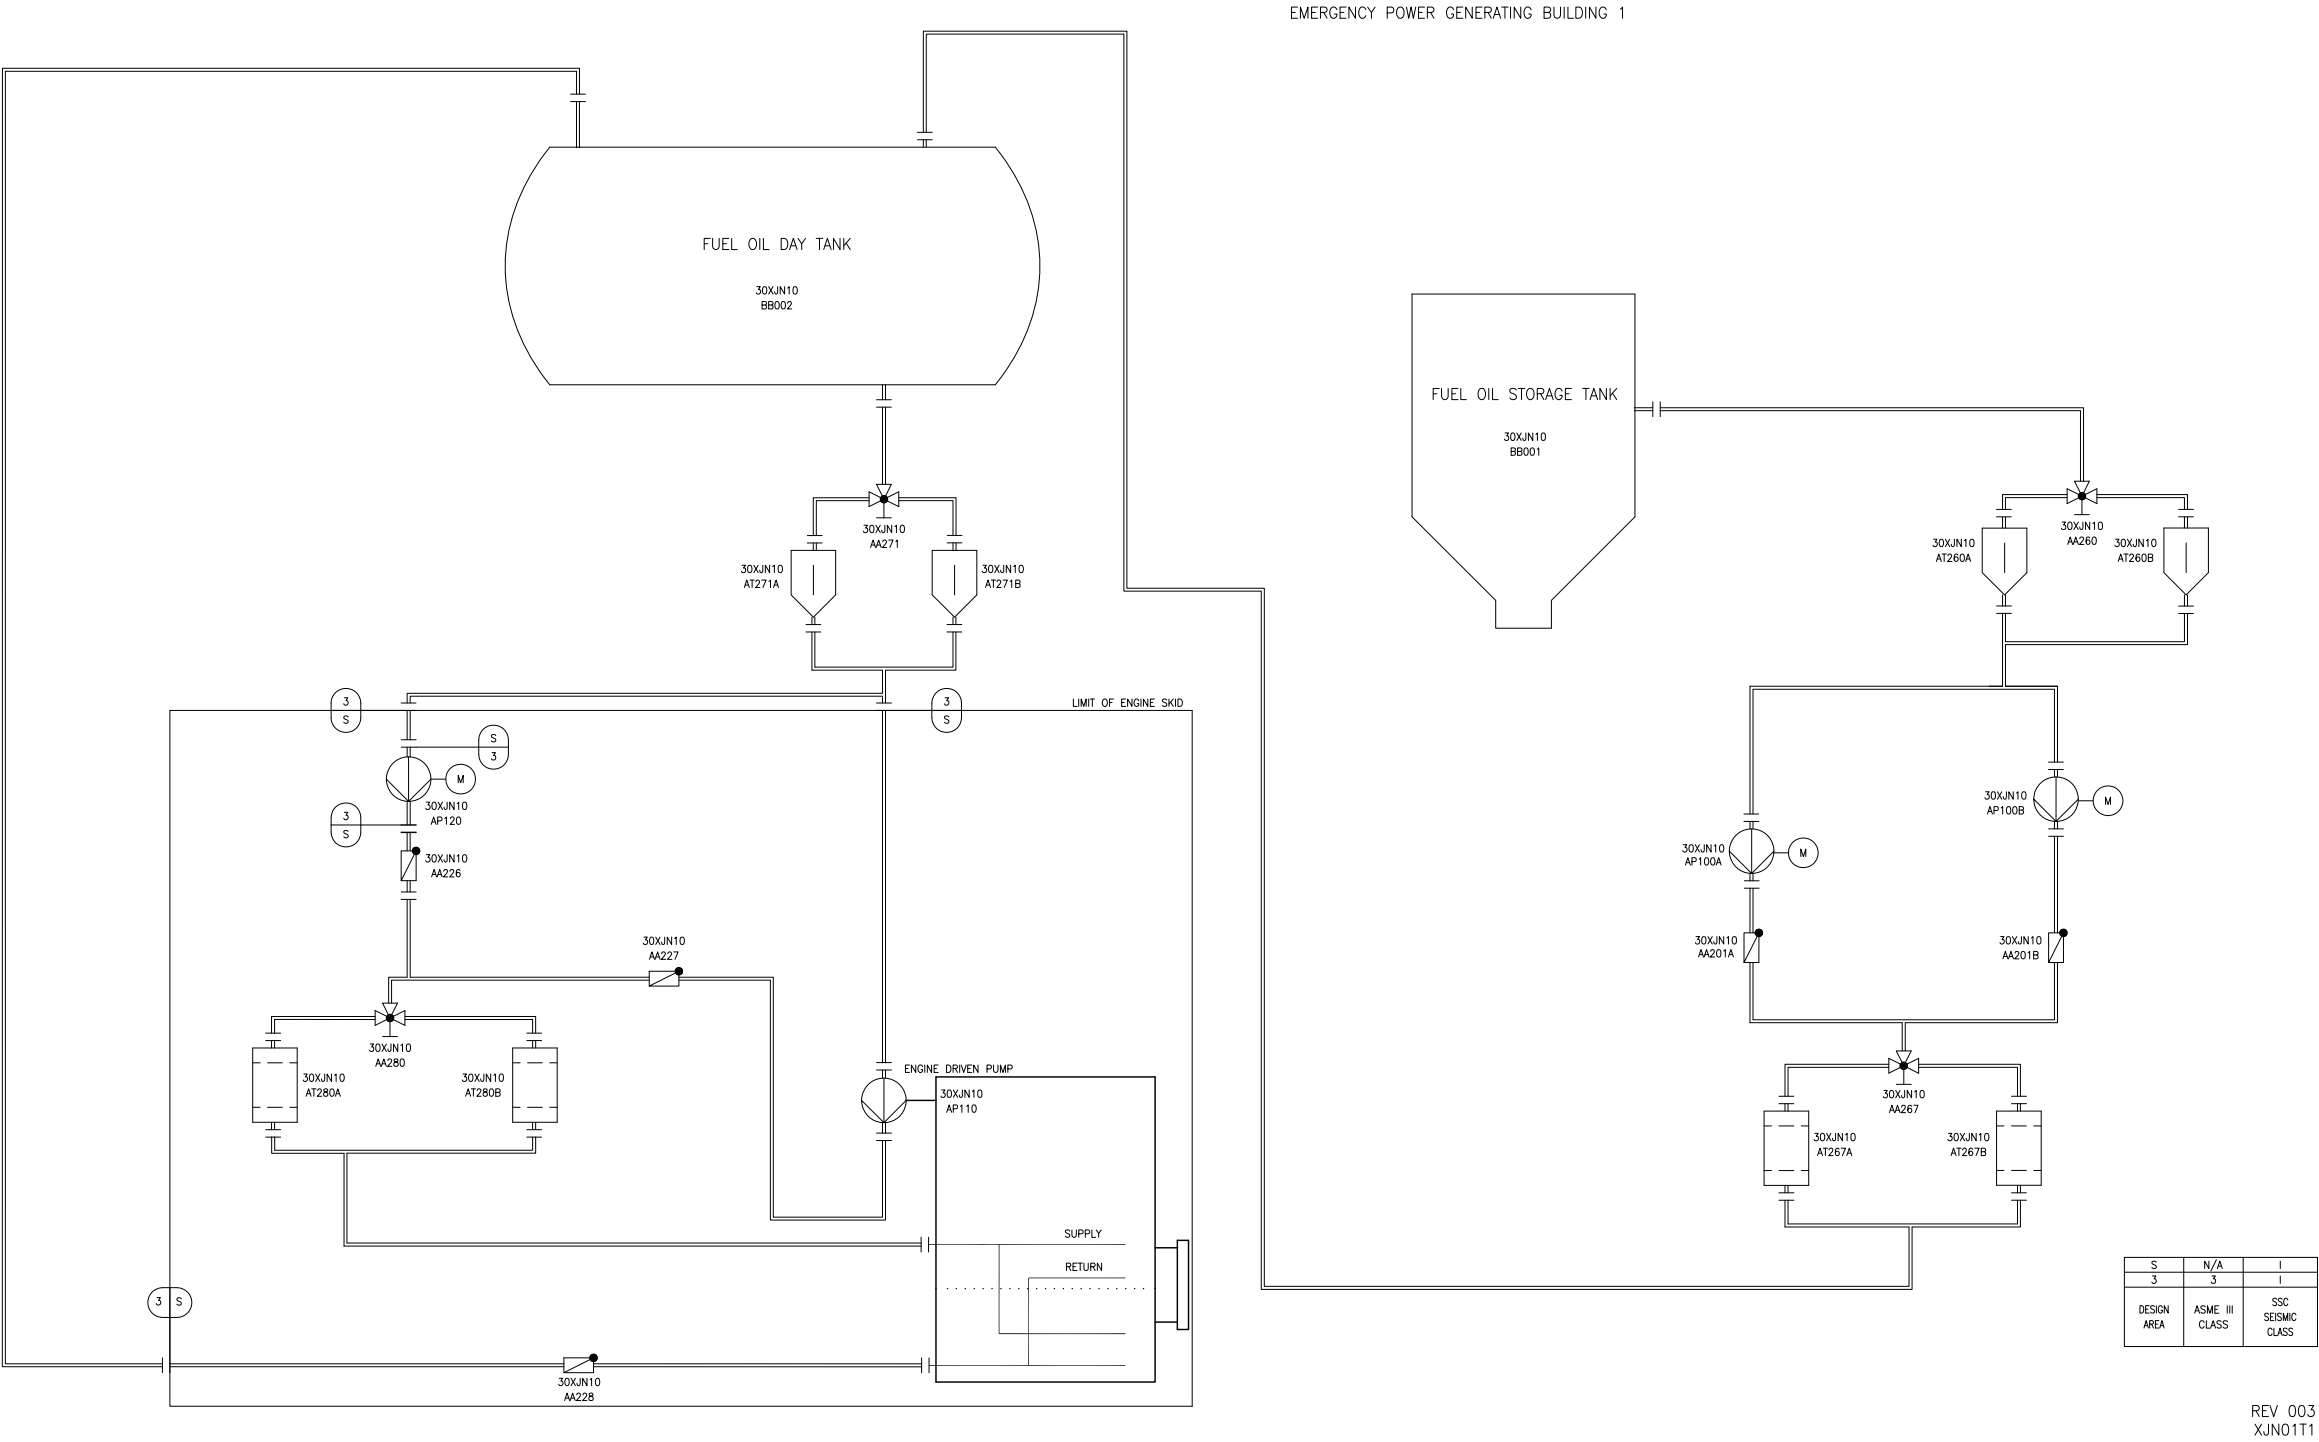 EMERGENCY POWER GENERATING BUILDING 1
FUEL OIL DAY TANK
30XJN10
BB002
FUEL OIL STORAGE TANK
30XJN10
BB001
30XJN10
AA271
30XJN10
AT271A
30XJN10
AT271B
30XJN10
AA260
30XJN10
AT260A
30XJN10
AT260B
3
S
3
S
LIMIT OF ENGINE SKID
S
3
M
30XJN10
AP120
3
S
30XJN10
AA226
30XJN10
AP100B
M
30XJN10
AP100A
M
30XJN10
AA227
30XJN10
AA201A
30XJN10
AA201B
30XJN10
AA280
30XJN10
AT280A
30XJN10
AT280B
ENGINE DRIVEN PUMP
30XJN10
AP110
30XJN10
AA267
30XJN10
AT267A
30XJN10
AT267B
SUPPLY
RETURN
3 S
30XJN10
AA228
S N/A I
3 3 I
DESIGN
AREA
ASME III
CLASS
SSC
SEISMIC
CLASS
REV 003
XJN01T1